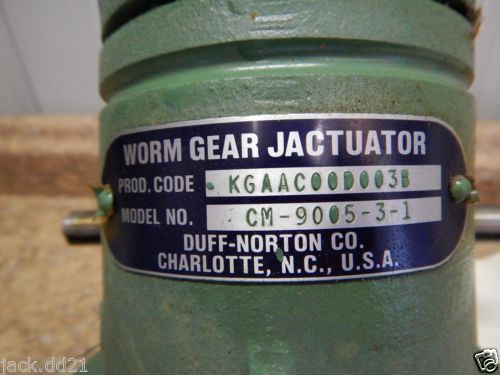 WORM GEAR JACTUATOR
PROD. CODE KGAAC00D003B
MODEL NO. CM-9005-3-1
DUFF-NORTON CO.
CHARLOTTE, N.C., U.S.A.
jack.dd21